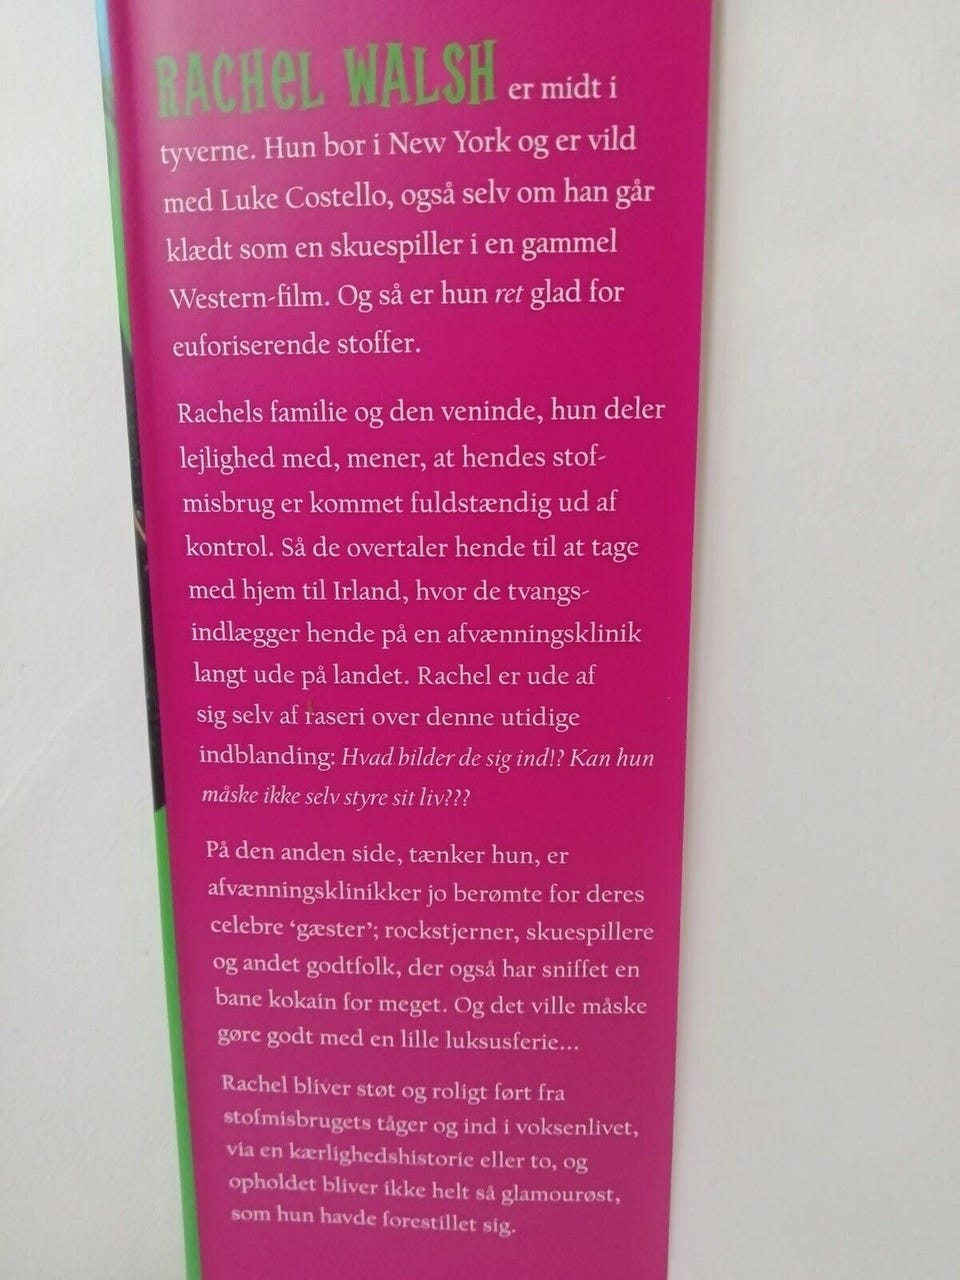 RACHEL WALSH er midt i
tyverne. Hun bor i New York og er vild
med Luke Costello, også selv om han går
klædt som en skuespiller i en gammel
Western-film. Og så er hun ret glad for
euforiserende stoffer.
Rachels familie og den veninde, hun deler
lejlighed med, mener, at hendes stof-
misbrug er kommet fuldstændig ud af
kontrol. Så de overtaler hende til at tage
med hjem til Irland, hvor de tvangs-
indlægger hende på en afvænningsklinik
langt ude på landet. Rachel er ude af
sig selv af raseri over denne utidige
indblanding: Hvad bilder de sig ind!? Kan hun
måske ikke selv styre sit liv???
På den anden side, tænker hun, er
afvænningsklinikker jo berømte for deres
celebre ‘gæster’; rockstjerner, skuespillere
og andet godtfolk, der også har sniffet en
bane kokain for meget. Og det ville måske
gøre godt med en lille luksusferie...
Rachel bliver støt og roligt ført fra
stofmisbrugets tåger og ind i voksenlivet,
via en kærlighedshistorie eller to, og
opholdet bliver ikke helt så glamourøst,
som hun havde forestillet sig.